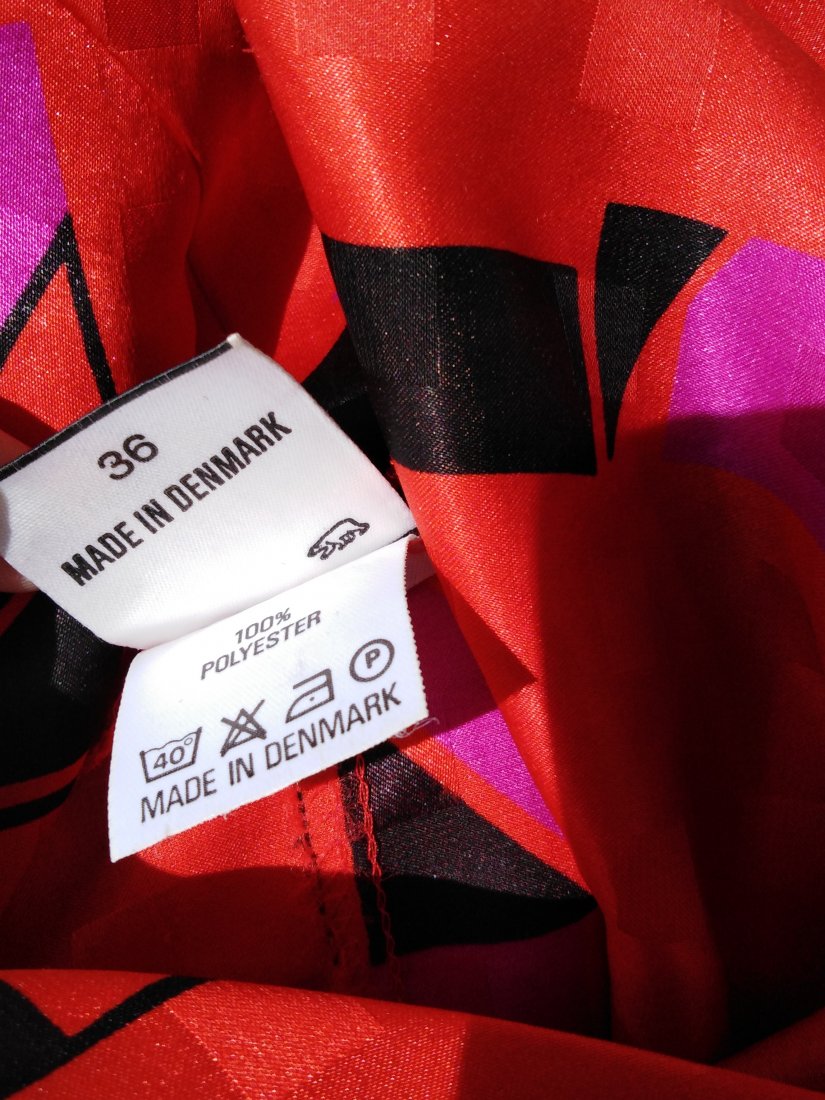 36
MADE IN DENMARK
100%
POLYESTER
40°
P
MADE IN DENMARK